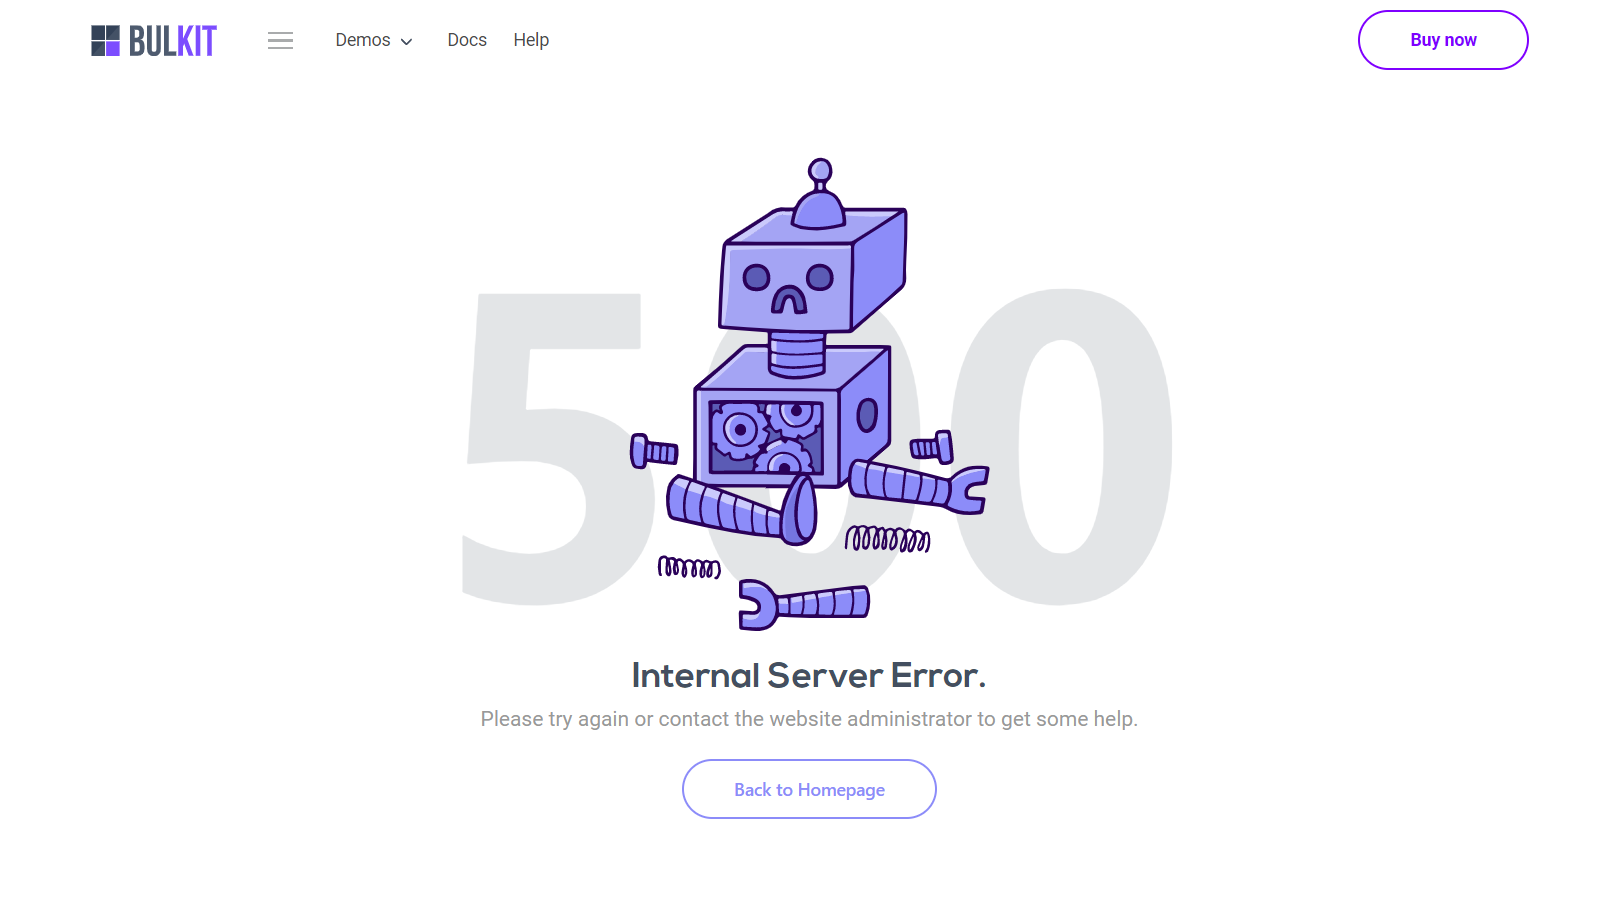 BULKIT
Demos
Docs
Help
Buy now
500
Internal Server Error.
Please try again or contact the website administrator to get some help.
Back to Homepage